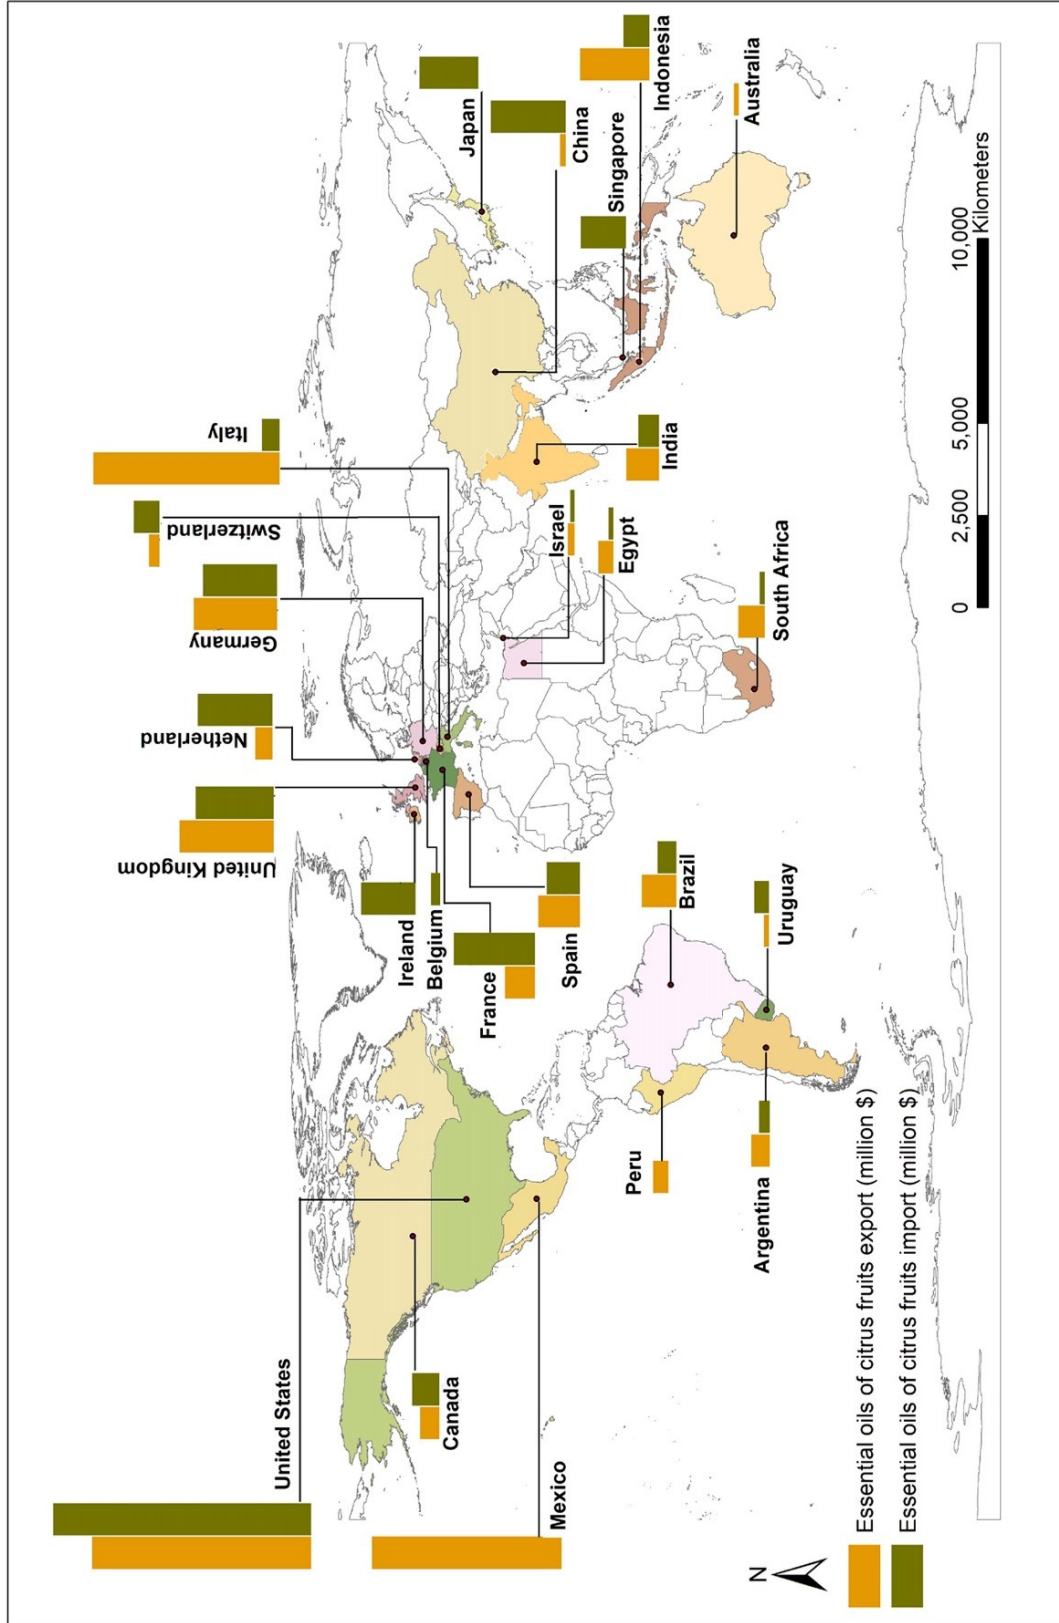 United States
Canada
Mexico
United Kingdom
Netherland
Germany
Switzerland
Italy
Ireland
Belgium
France
Spain
Israel
Egypt
India
Japan
China
Singapore
Indonesia
Australia
South Africa
Peru
Brazil
Argentina
Uruguay
N
Essential oils of citrus fruits export (million $)
Essential oils of citrus fruits import (million $)
0 2,500 5,000 10,000
Kilometers